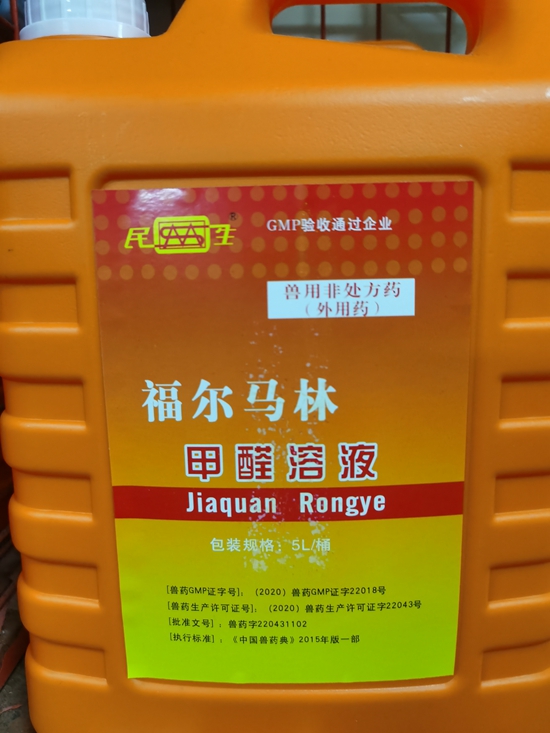 民生®
GMP验收通过企业
兽用非处方药
（外用药）
福尔马林
甲醛溶液
Jiaquan Rongye
包装规格：5L/桶
[兽药GMP证字号]：（2020）兽药GMP证字22018号
[兽药生产许可证号]：（2020）兽药生产许可证字22043号
[批准文号]：兽药字220431102
[执行标准]：《中国兽药典》2015年版一部